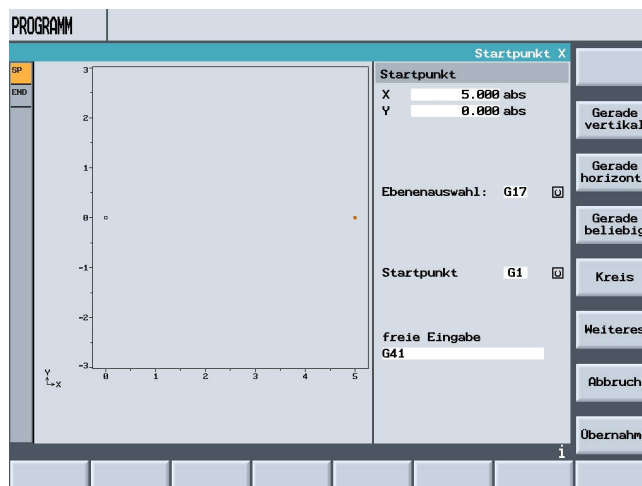 PROGRAMM
Startpunkt X
SP
END
Startpunkt
X 5.000 abs
Y 0.000 abs
Ebenenauswahl: G17
Startpunkt G1
freie Eingabe
G41
3
2
1
0
-1
-2
-3
0 1 2 3 4 5
Y
X
Gerade
vertikal
Gerade
horizont
Gerade
beliebig
Kreis
Weiteres
Abbruch
Übernahm
i